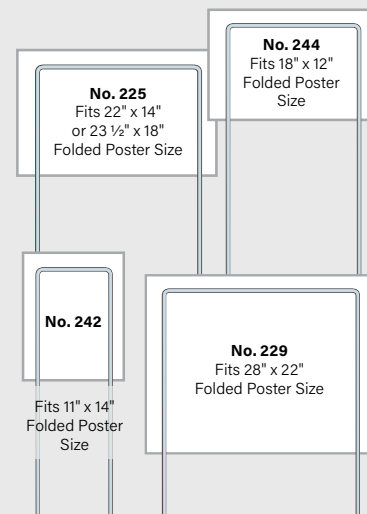 No. 225
Fits 22" x 14"
or 23 ½" x 18"
Folded Poster Size
No. 244
Fits 18" x 12"
Folded Poster
Size
No. 242
Fits 11" x 14"
Folded Poster
Size
No. 229
Fits 28" x 22"
Folded Poster Size